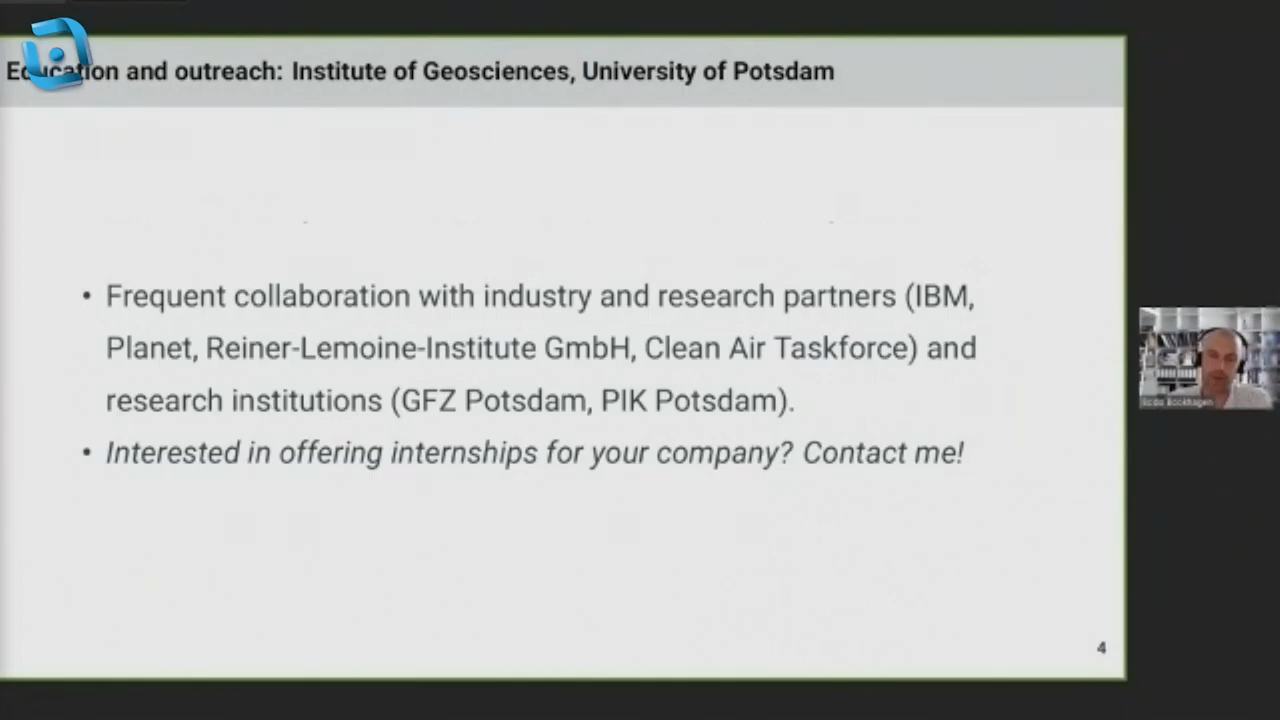 Education and outreach: Institute of Geosciences, University of Potsdam
• Frequent collaboration with industry and research partners (IBM,
Planet, Reiner-Lemoine-Institute GmbH, Clean Air Taskforce) and
research institutions (GFZ Potsdam, PIK Potsdam).
• Interested in offering internships for your company? Contact me!
Bodo Bookhagen
4